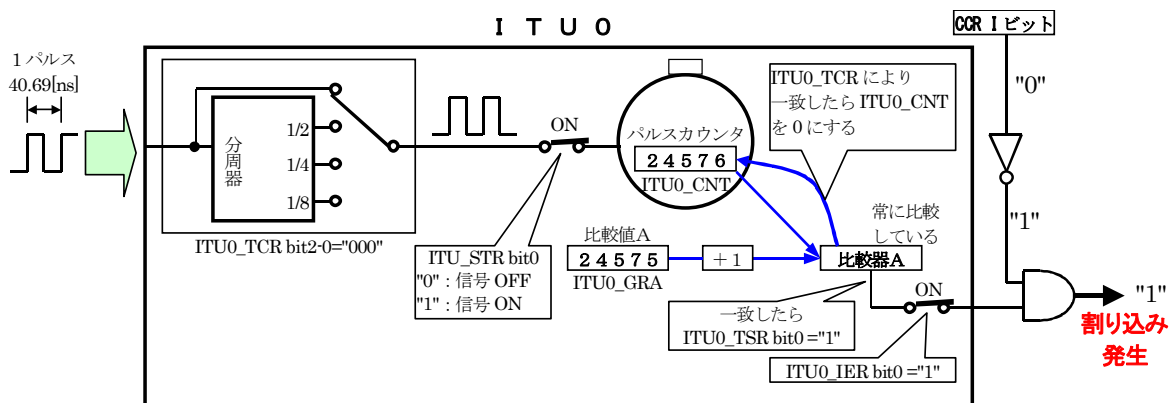 ITU0
CCR I ビット
1 パルス
40.69[ns]
"0"
ITU0_TCR により
一致したら ITU0_CNT
を 0 にする
分周器
1/2
1/4
1/8
ON
パルスカウンタ
24576
ITU0_CNT
"1"
ITU0_TCR bit2-0="000"
ITU_STR bit0
"0"：信号 OFF
"1"：信号 ON
比較値A
24575
ITU0_GRA
＋1
常に比較
している
比較器A
一致したら
ITU0_TSR bit0 ="1"
ON
ITU0_IER bit0 ="1"
"1"
割り込み
発生